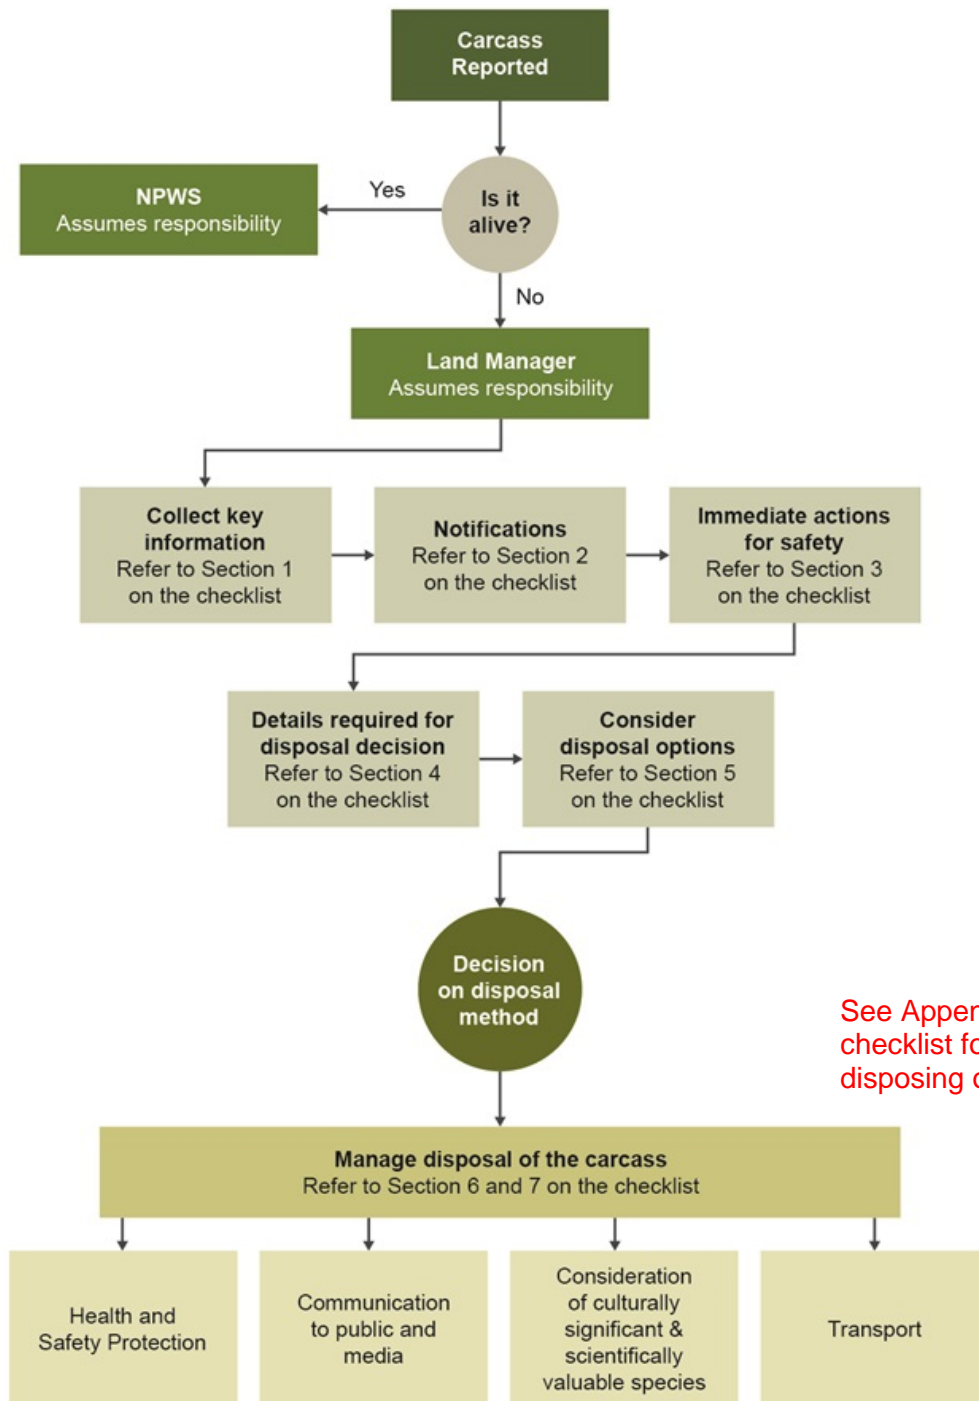 Carcass
Reported
Is it
alive?
Yes
NPWS
Assumes responsibility
No
Land Manager
Assumes responsibility
Collect key
information
Refer to Section 1
on the checklist
Notifications
Refer to Section 2
on the checklist
Immediate actions
for safety
Refer to Section 3
on the checklist
Details required for
disposal decision
Refer to Section 4
on the checklist
Consider
disposal options
Refer to Section 5
on the checklist
Decision
on disposal
method
See
checklist
disposing
Manage disposal of the carcass
Refer to Section 6 and 7 on the checklist
Health and
Safety Protection
Communication
to public and
media
Consideration
of culturally
significant &
scientifically
valuable species
Transport